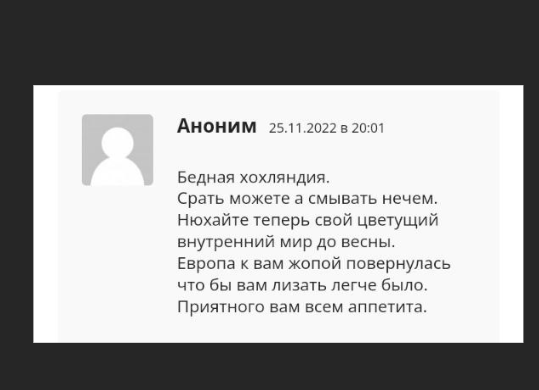 Аноним 25.11.2022 в 20:01
Бедная хохляндия.
Срать можете а смывать нечем.
Нюхайте теперь свой цветущий
внутренний мир до весны.
Европа к вам жопой повернулась
что бы вам лизать легче было.
Приятного вам всем аппетита.